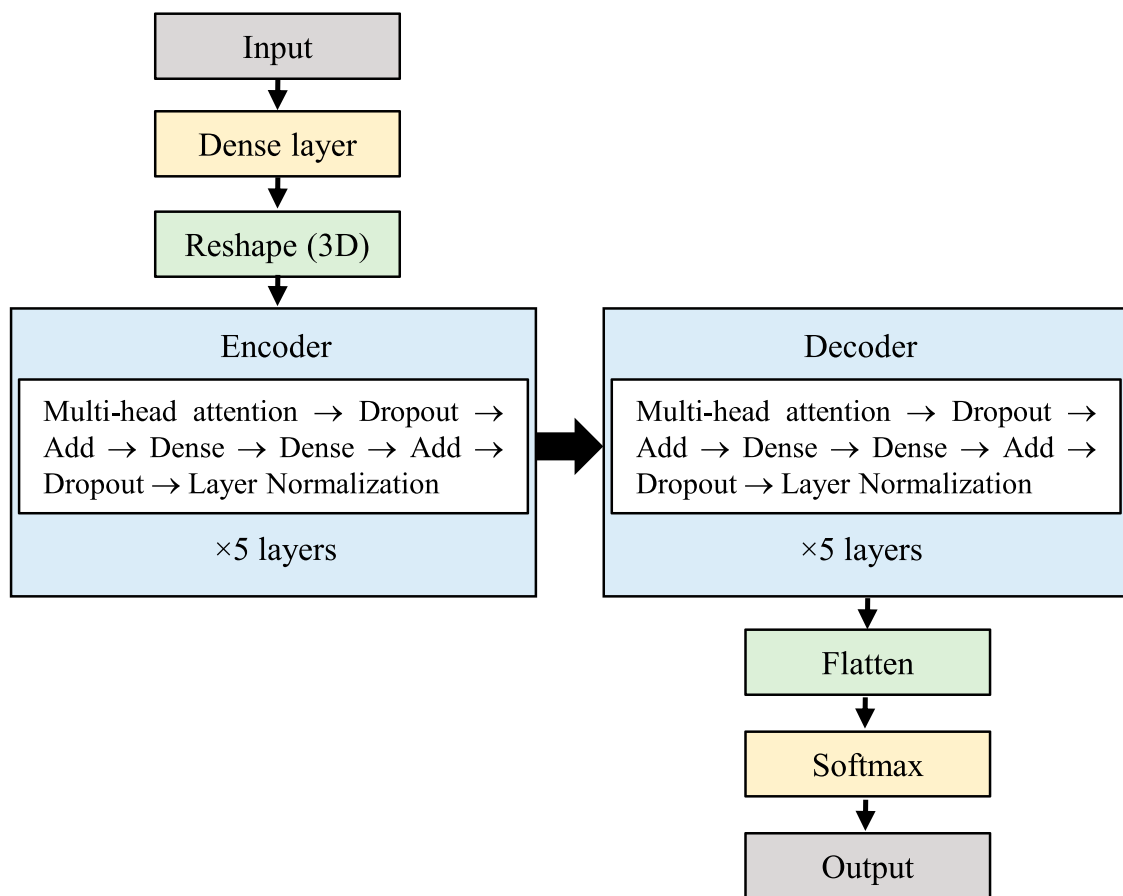 Input
Dense layer
Reshape (3D)
Encoder
Multi-head attention → Dropout →
Add → Dense → Dense → Add →
Dropout → Layer Normalization
×5 layers
Decoder
Multi-head attention → Dropout →
Add → Dense → Dense → Add →
Dropout → Layer Normalization
×5 layers
Flatten
Softmax
Output